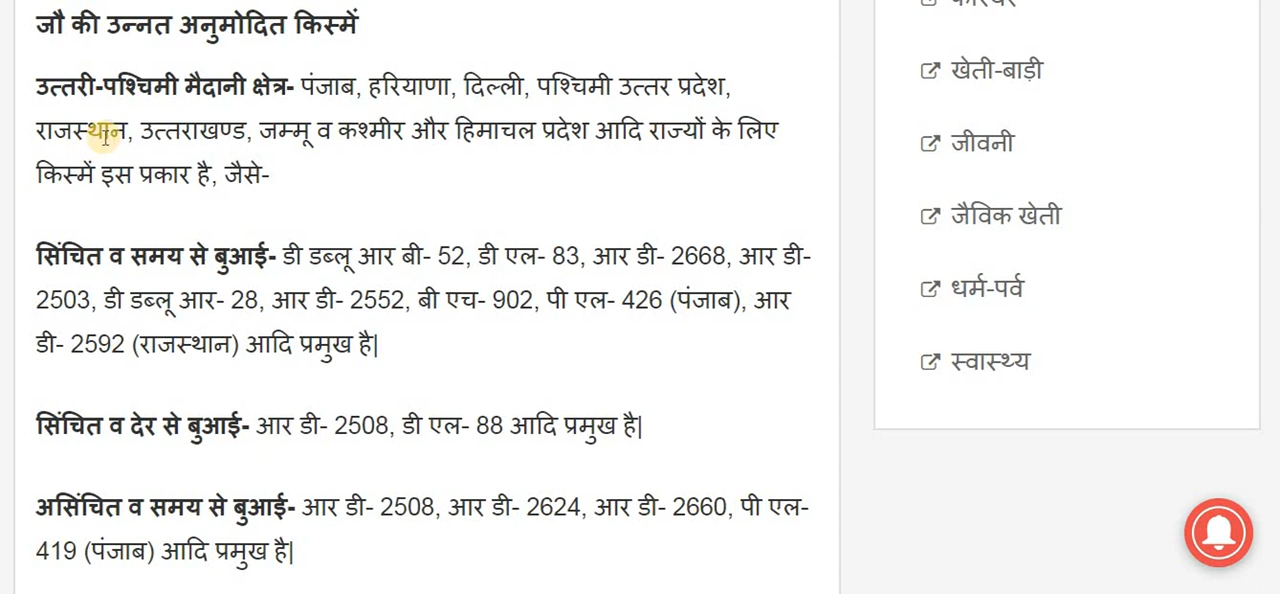 जौ की उन्नत अनुमोदित किस्में
उत्तरी-पश्चिमी मैदानी क्षेत्र- पंजाब, हरियाणा, दिल्ली, पश्चिमी उत्तर प्रदेश,
राजस्थान, उत्तराखण्ड, जम्मू व कश्मीर और हिमाचल प्रदेश आदि राज्यों के लिए
किस्में इस प्रकार है, जैसे-
सिंचित व समय से बुआई- डी डब्लू आर बी- 52, डी एल- 83, आर डी- 2668, आर डी-
2503, डी डब्लू आर- 28, आर डी- 2552, बी एच- 902, पी एल- 426 (पंजाब), आर
डी- 2592 (राजस्थान) आदि प्रमुख है|
सिंचित व देर से बुआई- आर डी- 2508, डी एल- 88 आदि प्रमुख है|
असिंचित व समय से बुआई- आर डी- 2508, आर डी- 2624, आर डी- 2660, पी एल-
419 (पंजाब) आदि प्रमुख है|
खेती-बाड़ी
जीवनी
जैविक खेती
धर्म-पर्व
स्वास्थ्य